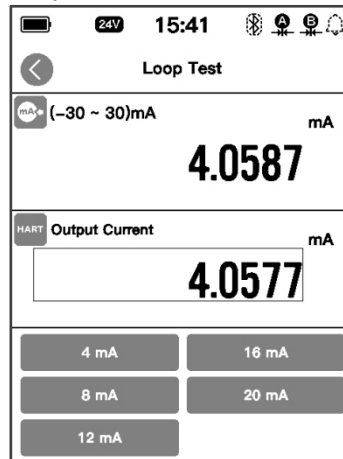 24V 15:41 A B
Loop Test
mA (-30 ~ 30)mA
mA
4.0587
HART Output Current
mA
4.0577
4 mA 16 mA
8 mA 20 mA
12 mA